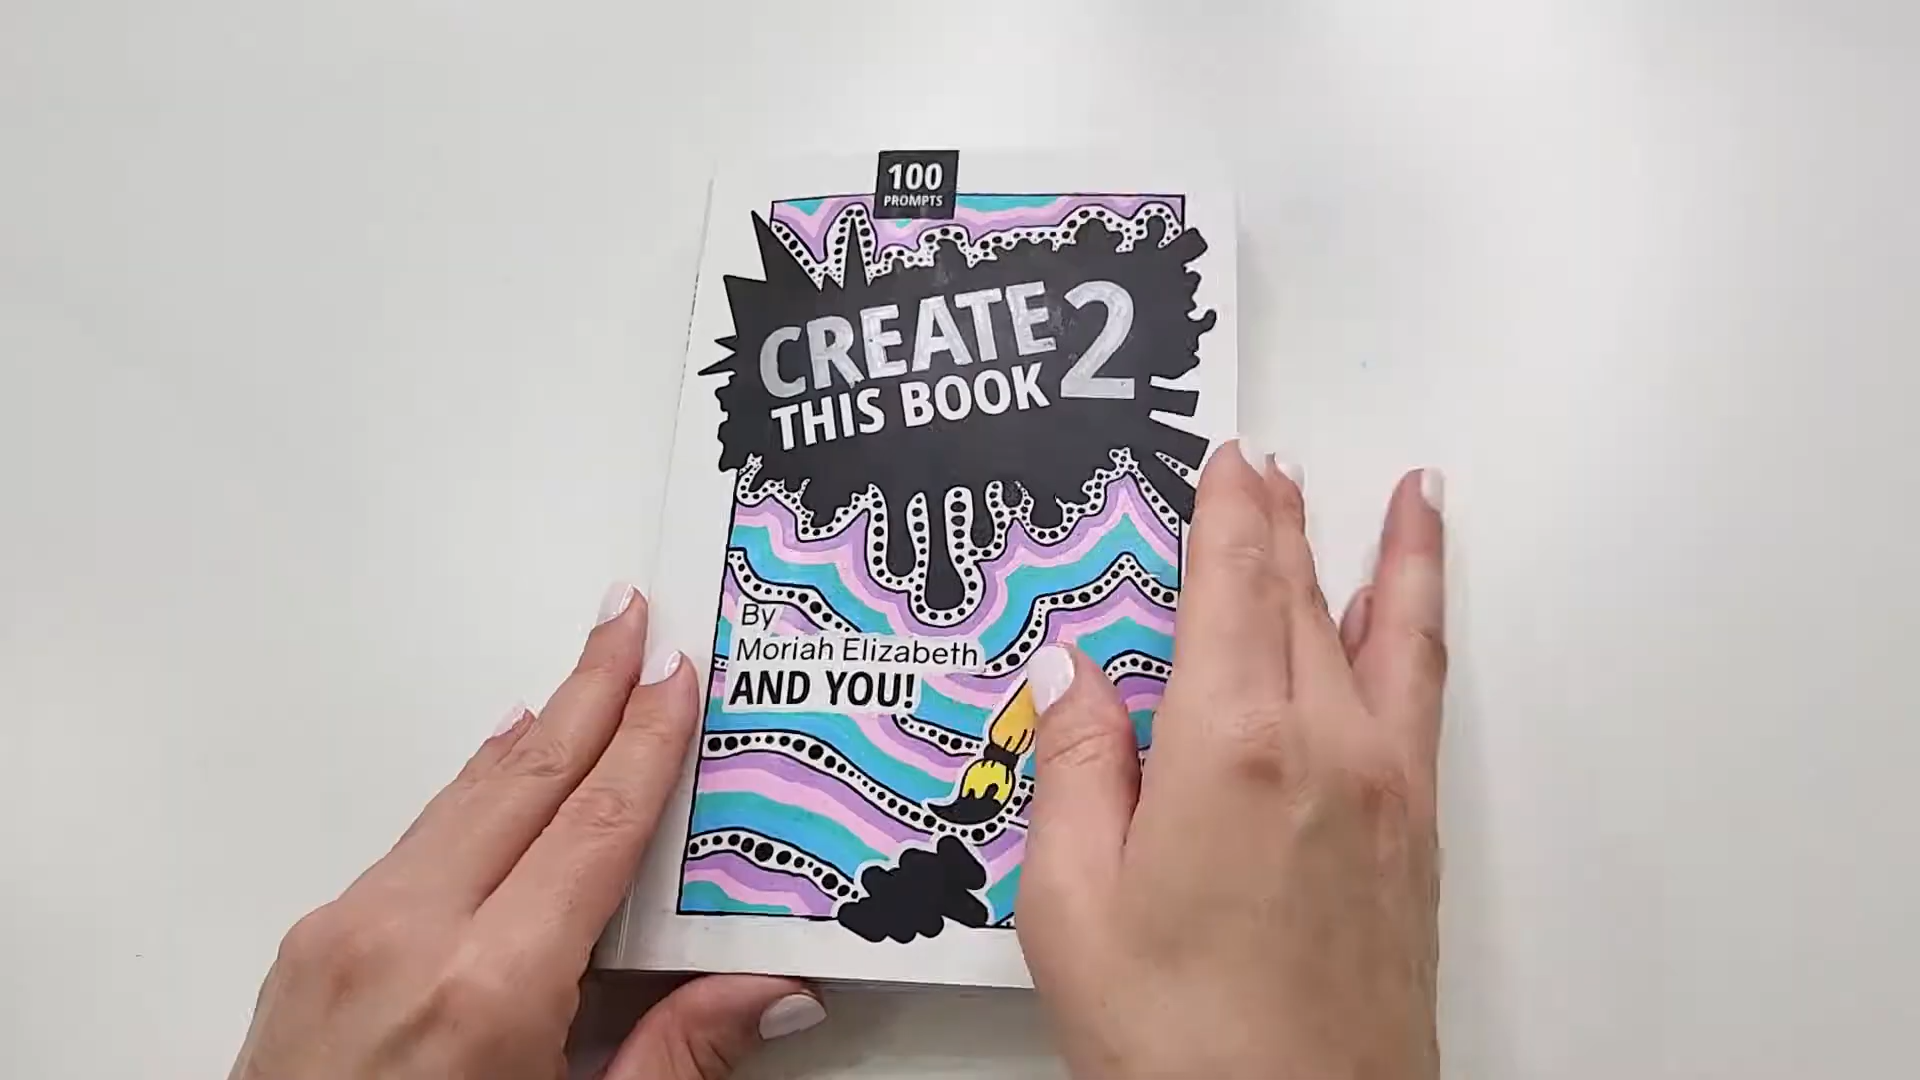 100
PROMPTS
CREATE 2
THIS BOOK
By
Moriah Elizabeth
AND YOU!